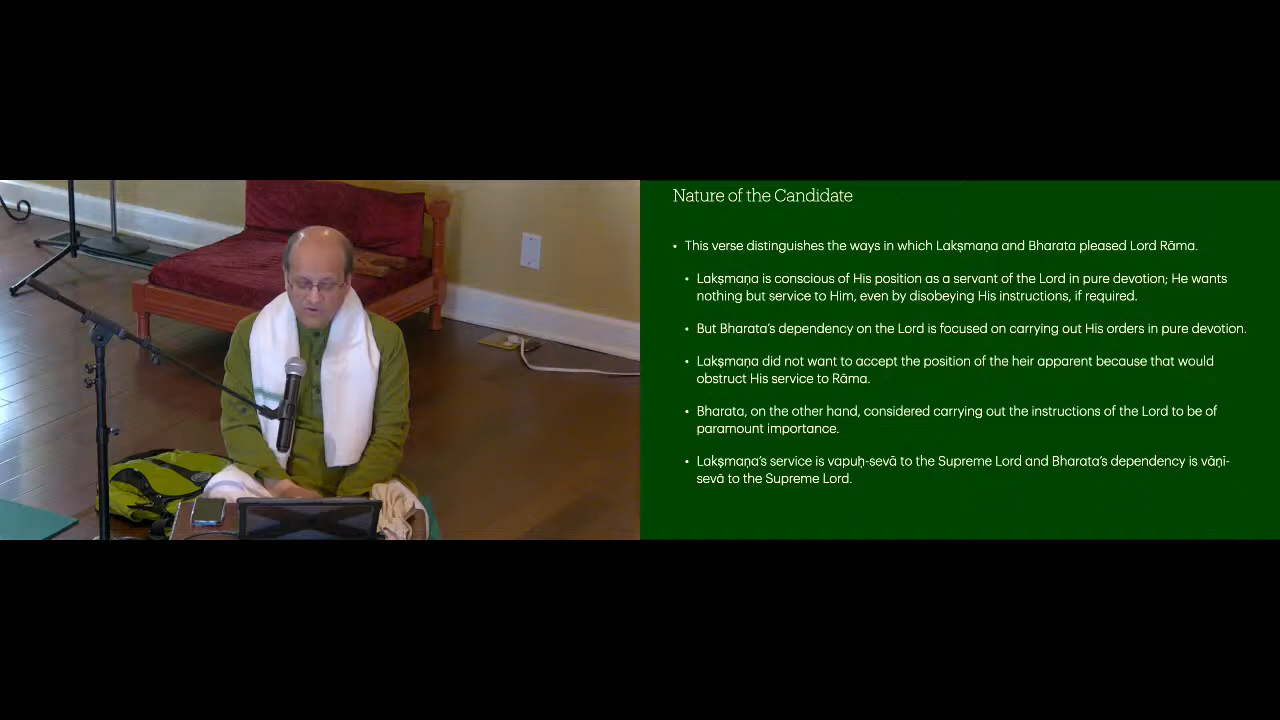 Nature of the Candidate
• This verse distinguishes the ways in which Lakṣmaṇa and Bharata pleased Lord Rāma.
• Lakṣmaṇa is conscious of His position as a servant of the Lord in pure devotion; He wants
nothing but service to Him, even by disobeying His instructions, if required.
• But Bharata’s dependency on the Lord is focused on carrying out His orders in pure devotion.
• Lakṣmaṇa did not want to accept the position of the heir apparent because that would
obstruct His service to Rāma.
• Bharata, on the other hand, considered carrying out the instructions of the Lord to be of
paramount importance.
• Lakṣmaṇa’s service is vapuḥ-sevā to the Supreme Lord and Bharata’s dependency is vāṇī-
sevā to the Supreme Lord.